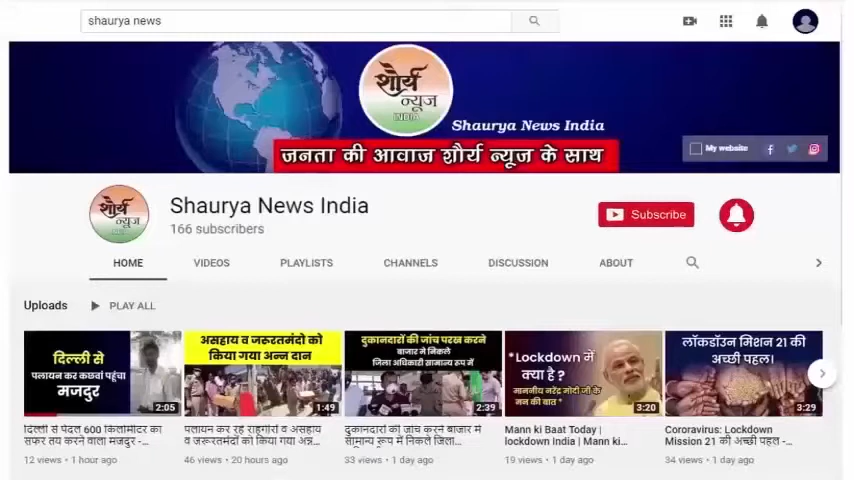 shaurya news
शौर्य
न्यूज
INDIA
Shaurya News India
जनता की आवाज शौर्य न्यूज के साथ
My website
शौर्य
न्यूज
Shaurya News India
166 subscribers
Subscribe
HOME VIDEOS PLAYLISTS CHANNELS DISCUSSION ABOUT
Uploads PLAY ALL
दिल्ली से
पलायन कर कछवां पहुंचा
मजदुर
2:05
असहाय व जरूरतमंदो को
किया गया अन्न दान
1:49
दुकानदारों की जांच परख करने
बाजार मे निकले
जिला अधिकारी सामान्य रूप में
2:39
"Lockdown में
क्या है ?
माननीय नरेंद्र मोदी जी के
मन की बात "
3:20
लॉकडॉउन मिशन 21 की
अच्छी पहल।
3:29
दिल्ली से पैदल 600 किलोमीटर का
सफर तय करने वाला मजदुर -...
12 views • 1 hour ago
पलायन कर रहे राहगीरों व असहाय
व जरूरतमंदों को किया गया अन्न...
46 views • 20 hours ago
दुकानदारों की जांच करने बाजार में
सामान्य रूप में निकले जिला...
33 views • 1 day ago
Mann ki Baat Today |
lockdown India | Mann ki...
19 views • 1 day ago
Cororavirus: Lockdown
Mission 21 की अच्छी पहल -...
34 views • 1 day ago